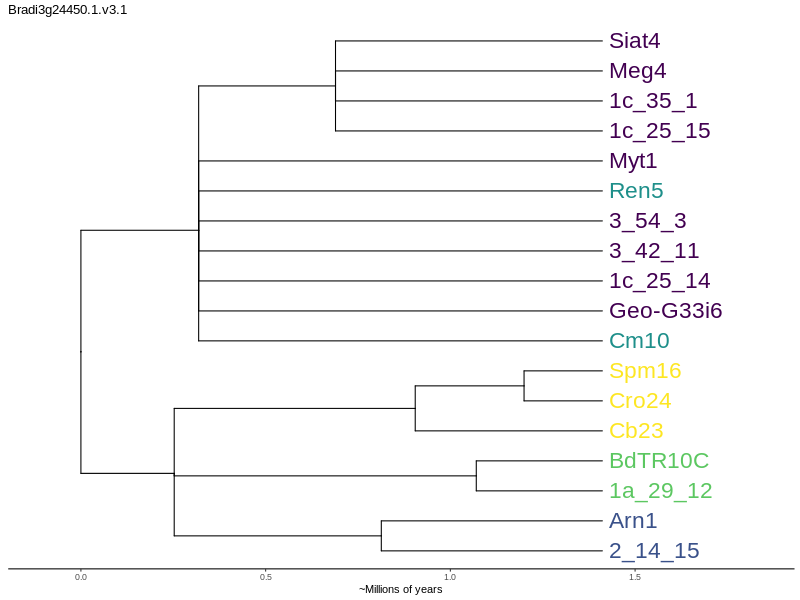 Bradi3g24450.1.v3.1
Siat4
Meg4
1c_35_1
1c_25_15
Myt1
Ren5
3_54_3
3_42_11
1c_25_14
Geo-G33i6
Cm10
Spm16
Cro24
Cb23
BdTR10C
1a_29_12
Arn1
2_14_15
0.0 0.5 1.0 1.5
~Millions of years